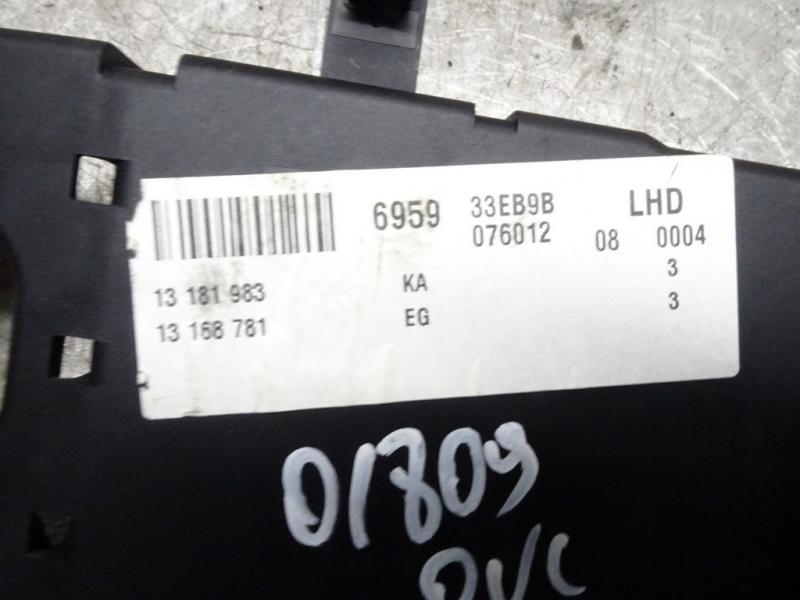 6959 33EB9B LHD
076012 08 0004
13 181 983 KA 3
13 168 781 EG 3
01809